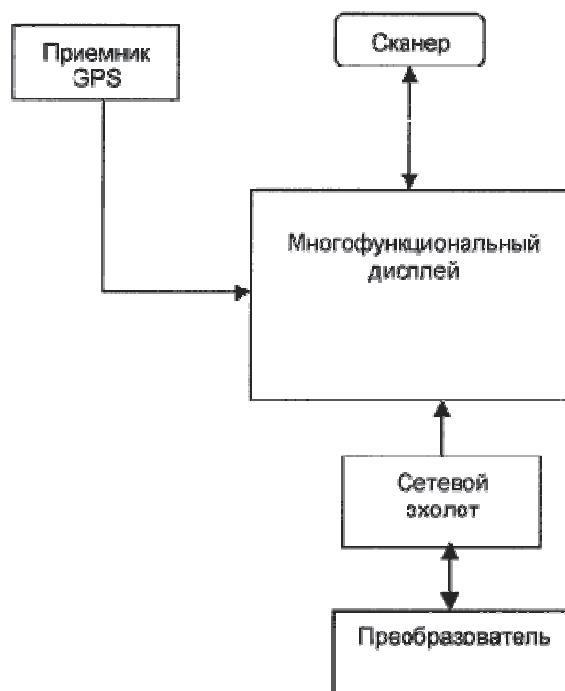 Приемник
GPS
Сканер
Многофункциональный
дисплей
Сетевой
эхолот
Преобразователь